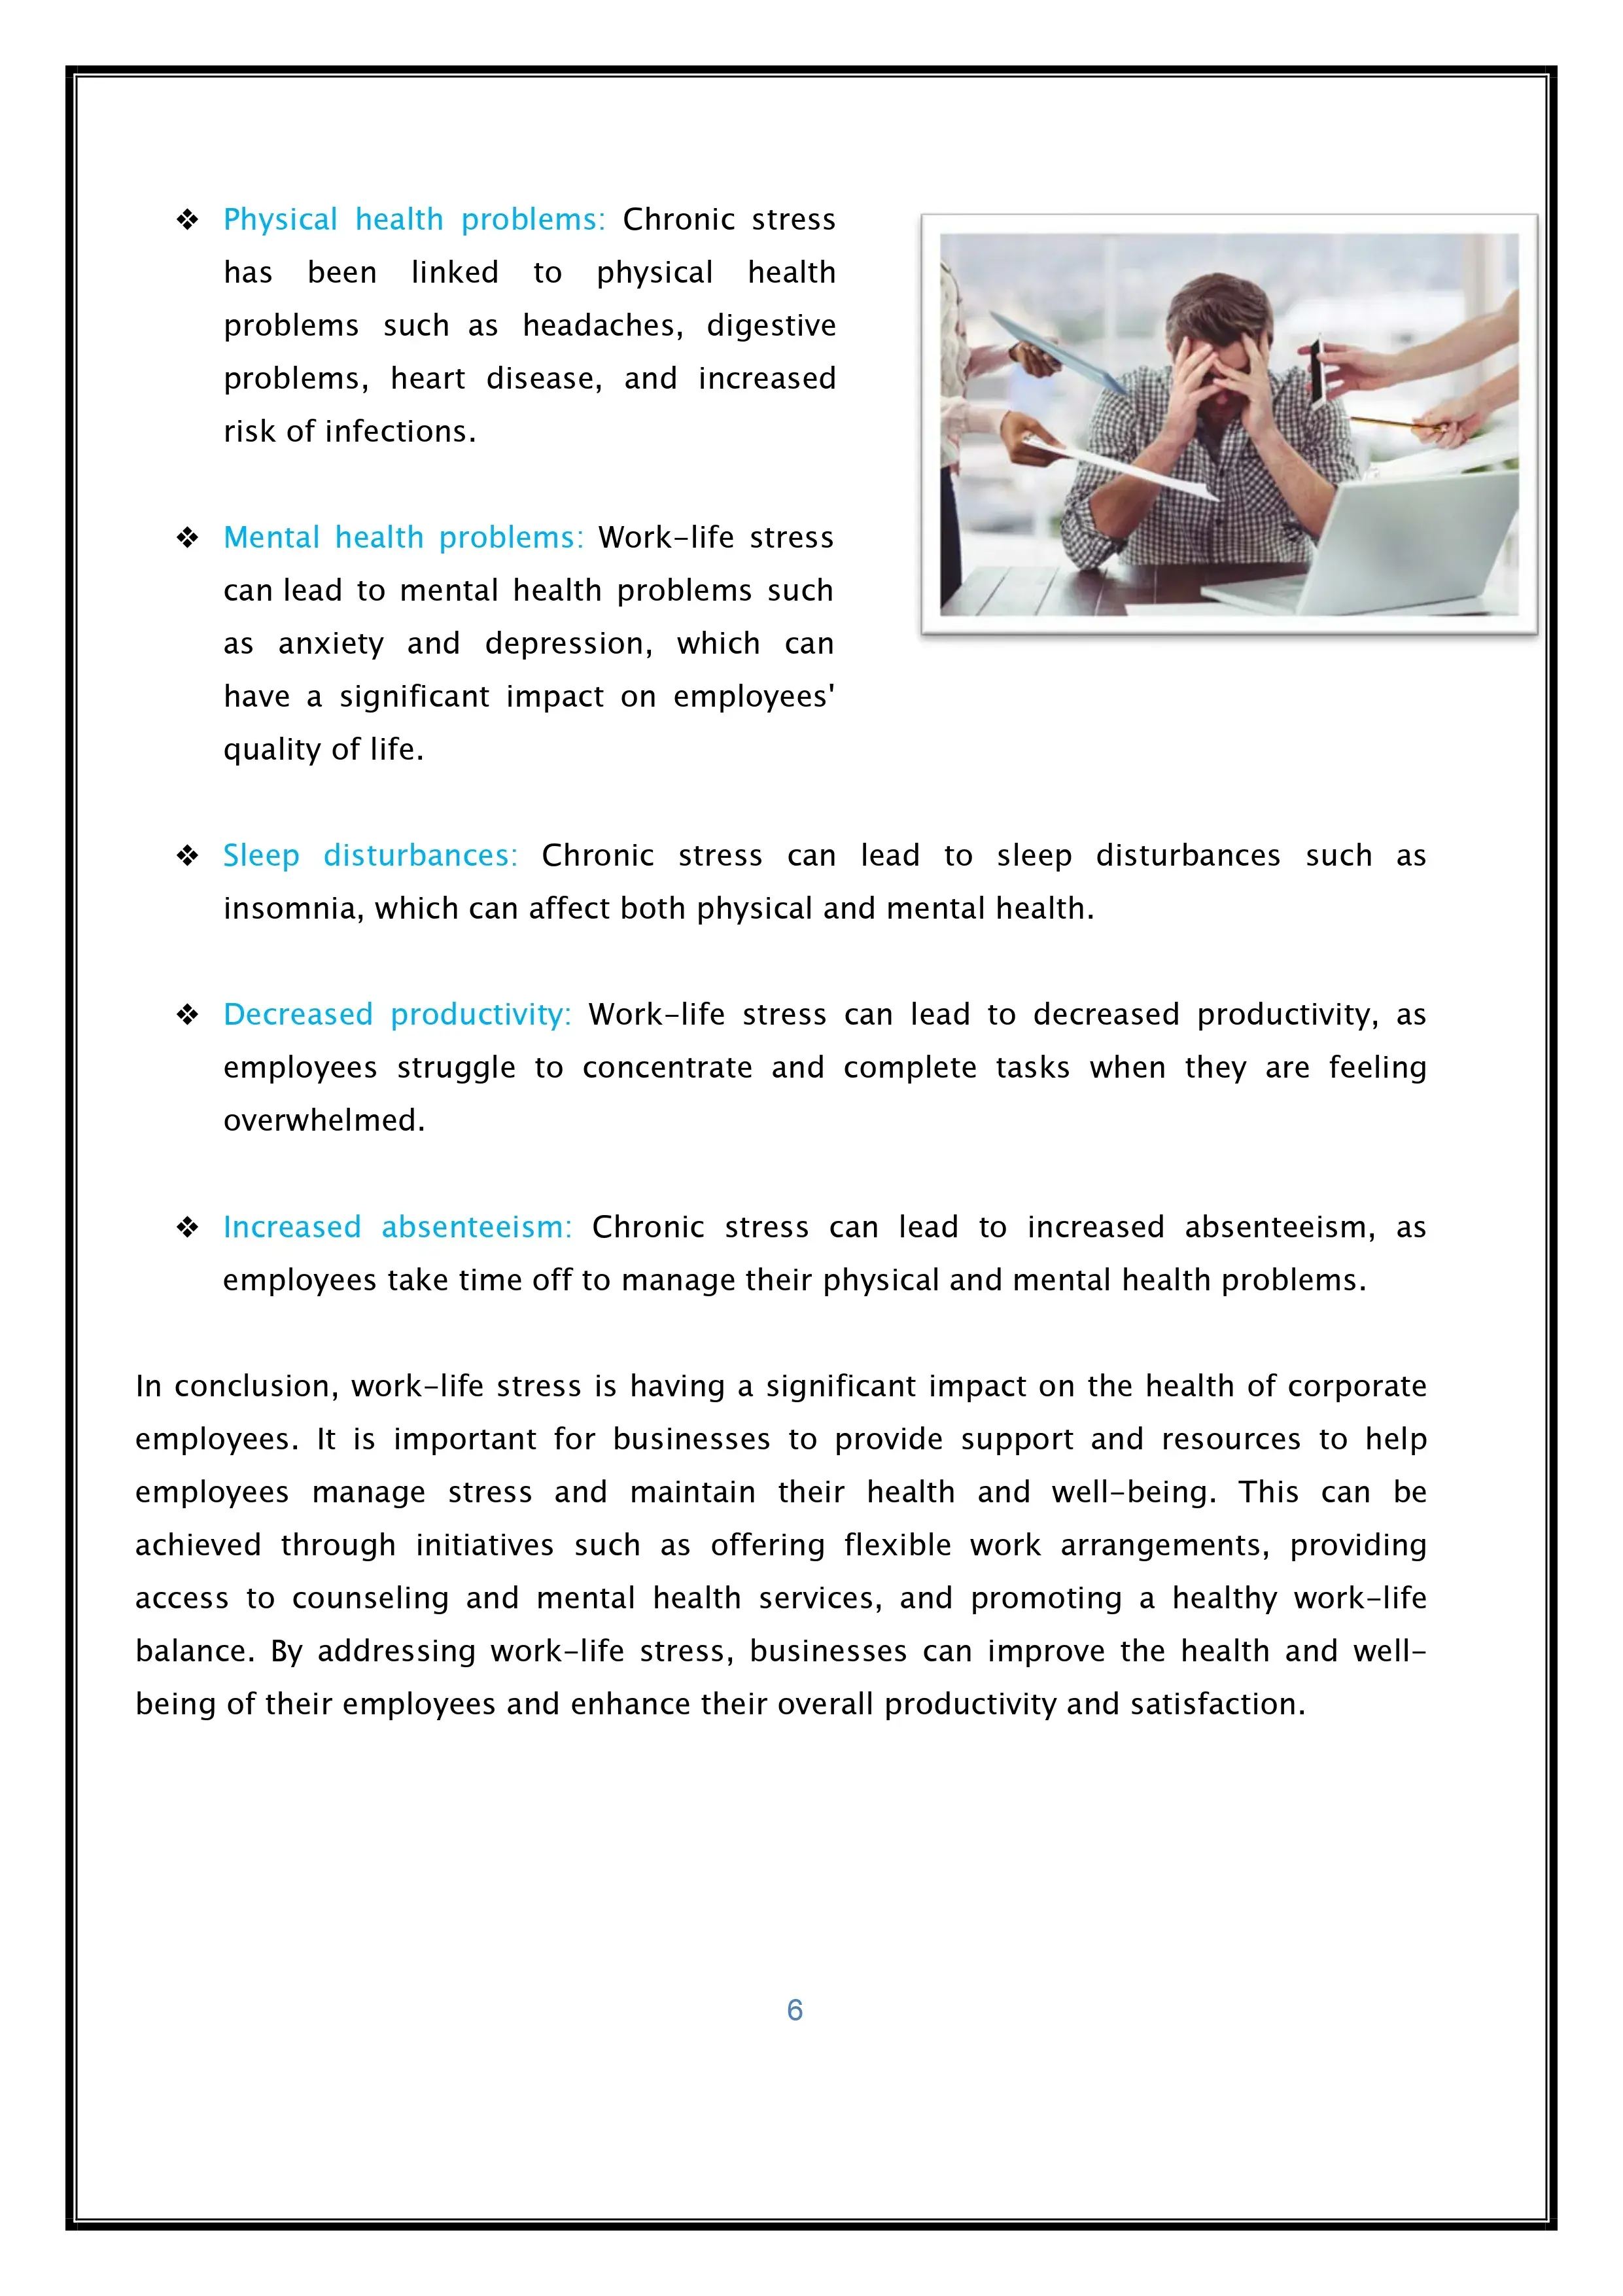 ❖ Physical health problems: Chronic stress
has been linked to physical health
problems such as headaches, digestive
problems, heart disease, and increased
risk of infections.
❖ Mental health problems: Work-life stress
can lead to mental health problems such
as anxiety and depression, which can
have a significant impact on employees'
quality of life.
❖ Sleep disturbances: Chronic stress can lead to sleep disturbances such as
insomnia, which can affect both physical and mental health.
❖ Decreased productivity: Work-life stress can lead to decreased productivity, as
employees struggle to concentrate and complete tasks when they are feeling
overwhelmed.
❖ Increased absenteeism: Chronic stress can lead to increased absenteeism, as
employees take time off to manage their physical and mental health problems.
In conclusion, work-life stress is having a significant impact on the health of corporate
employees. It is important for businesses to provide support and resources to help
employees manage stress and maintain their health and well-being. This can be
achieved through initiatives such as offering flexible work arrangements, providing
access to counseling and mental health services, and promoting a healthy work-life
balance. By addressing work-life stress, businesses can improve the health and well-
being of their employees and enhance their overall productivity and satisfaction.
6